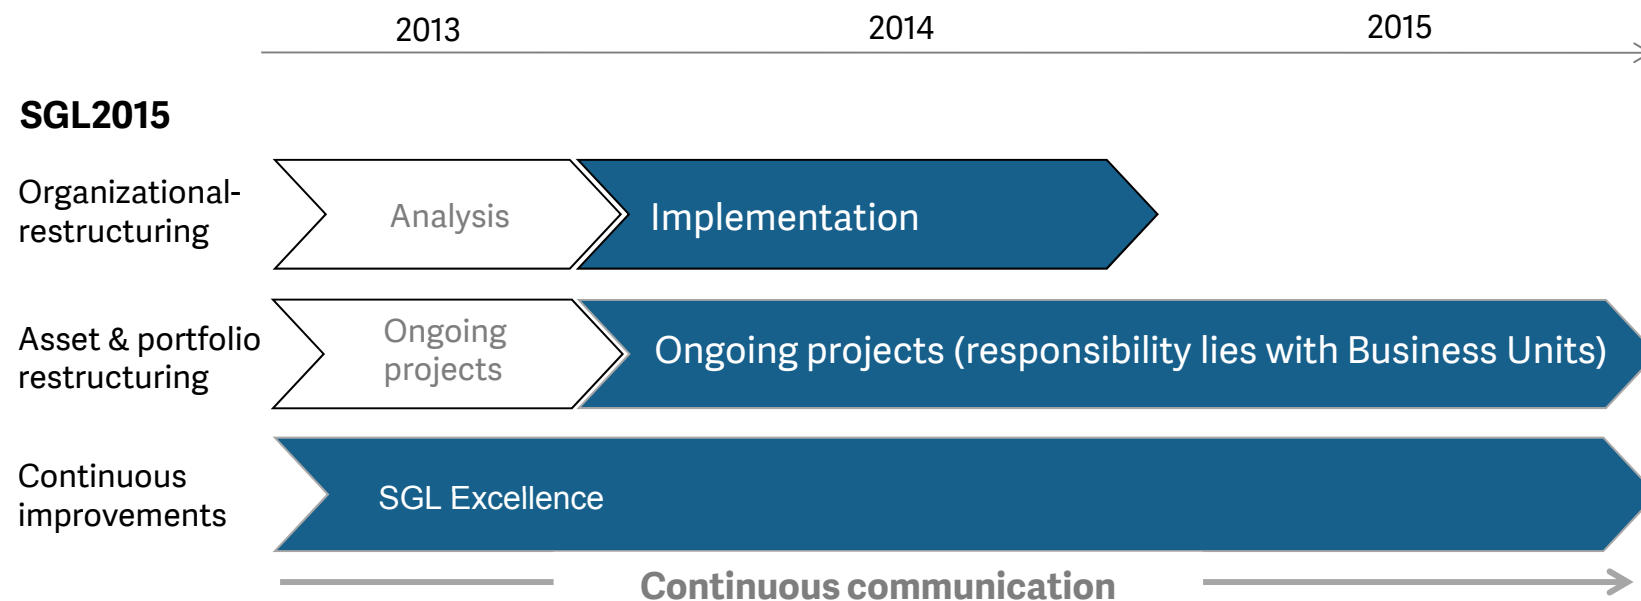 2013
2014
2015
SGL2015
Organizational-
restructuring
Analysis
Implementation
Asset & portfolio
restructuring
Ongoing
projects
Ongoing projects (responsibility lies with Business Units)
Continuous
improvements
SGL Excellence
Continuous communication